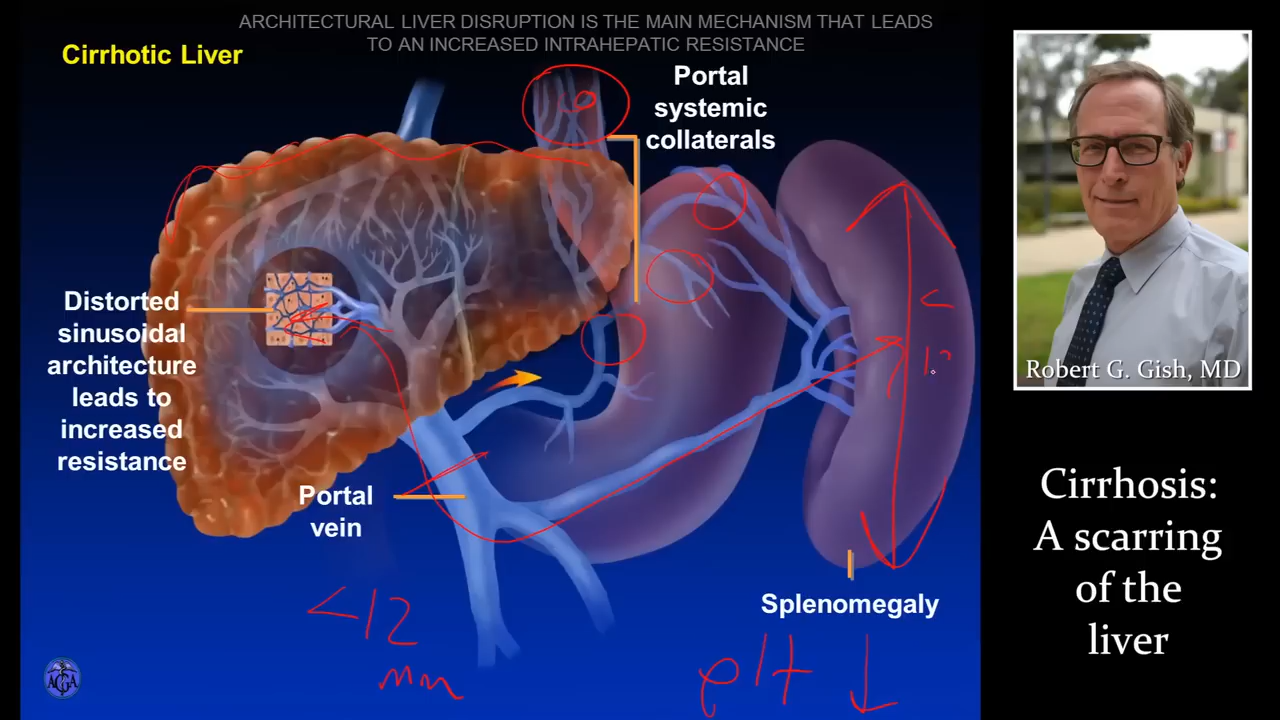 ARCHITECTURAL LIVER DISRUPTION IS THE MAIN MECHANISM THAT LEADS
TO AN INCREASED INTRAHEPATIC RESISTANCE
Cirrhotic Liver
Portal
systemic
collaterals
Distorted
sinusoidal
architecture
leads to
increased
resistance
Portal
vein
Splenomegaly
<12
mm
plt ↓
<
AGA
Robert G. Gish, MD
Cirrhosis:
A scarring
of the
liver